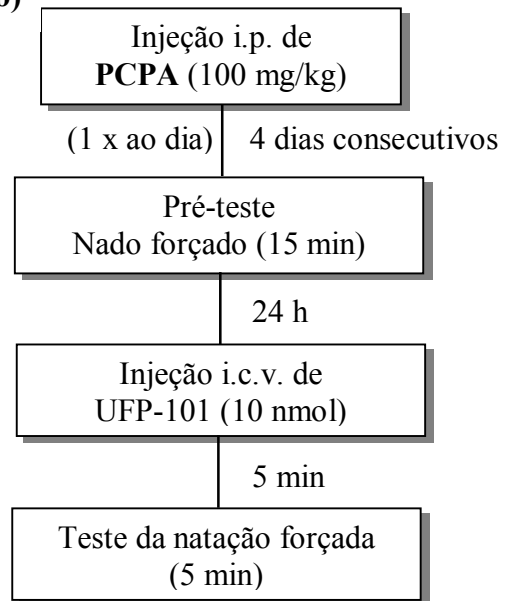 b)
Injeção i.p. de
PCPA (100 mg/kg)
(1 x ao dia) 4 dias consecutivos
Pré-teste
Nado forçado (15 min)
24 h
Injeção i.c.v. de
UFP-101 (10 nmol)
5 min
Teste da natação forçada
(5 min)